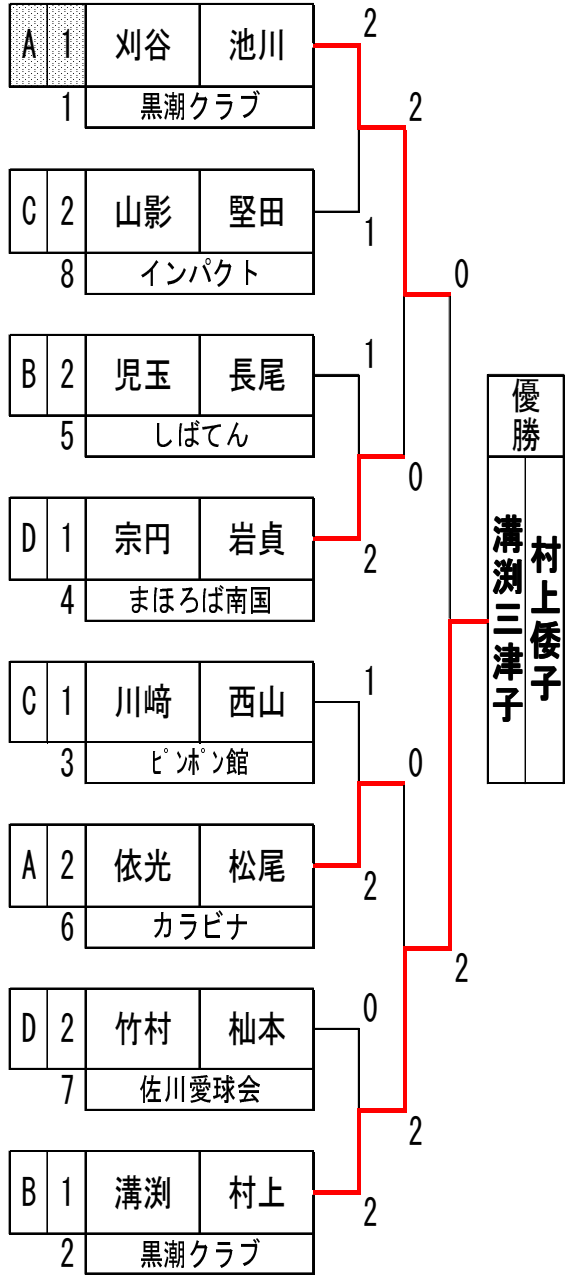 A 1 刈谷 池川
1 黒潮クラブ
2
2
C 2 山影 堅田
8 インパクト
1
0
B 2 児玉 長尾
5 しばてん
1
0
D 1 宗円 岩貞
4 まほろば南国
2
優勝
溝渕三津子
村上倭子
C 1 川﨑 西山
3 ピンポン館
1
0
A 2 依光 松尾
6 カラビナ
2
2
D 2 竹村 杣本
7 佐川愛球会
0
2
B 1 溝渕 村上
2 黒潮クラブ
2